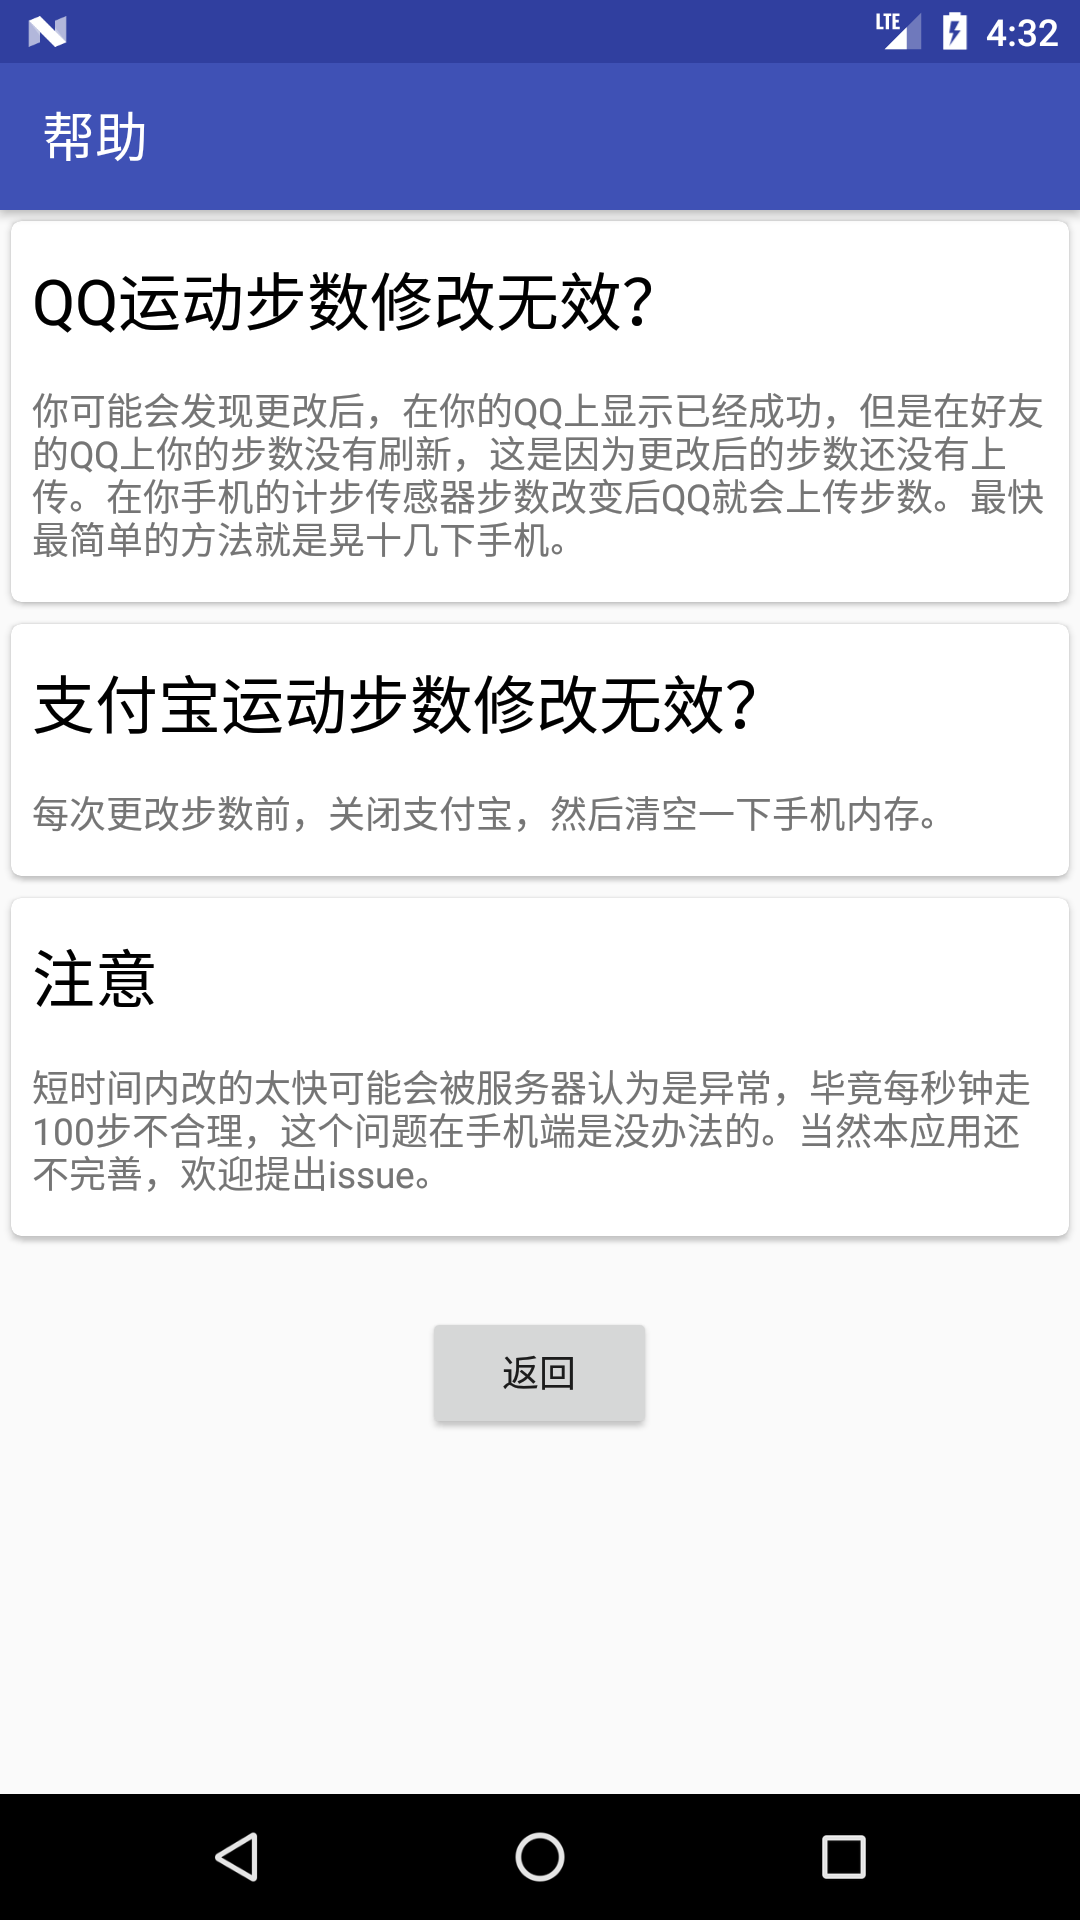 LTE 4:32
帮助
QQ运动步数修改无效？
你可能会发现更改后，在你的QQ上显示已经成功，但是在好友
的QQ上你的步数没有刷新，这是因为更改后的步数还没有上
传。在你手机的计步传感器步数改变后QQ就会上传步数。最快
最简单的方法就是晃十几下手机。
支付宝运动步数修改无效？
每次更改步数前，关闭支付宝，然后清空一下手机内存。
注意
短时间内改的太快可能会被服务器认为是异常，毕竟每秒钟走
100步不合理，这个问题在手机端是没办法的。当然本应用还
不完善，欢迎提出issue。
返回